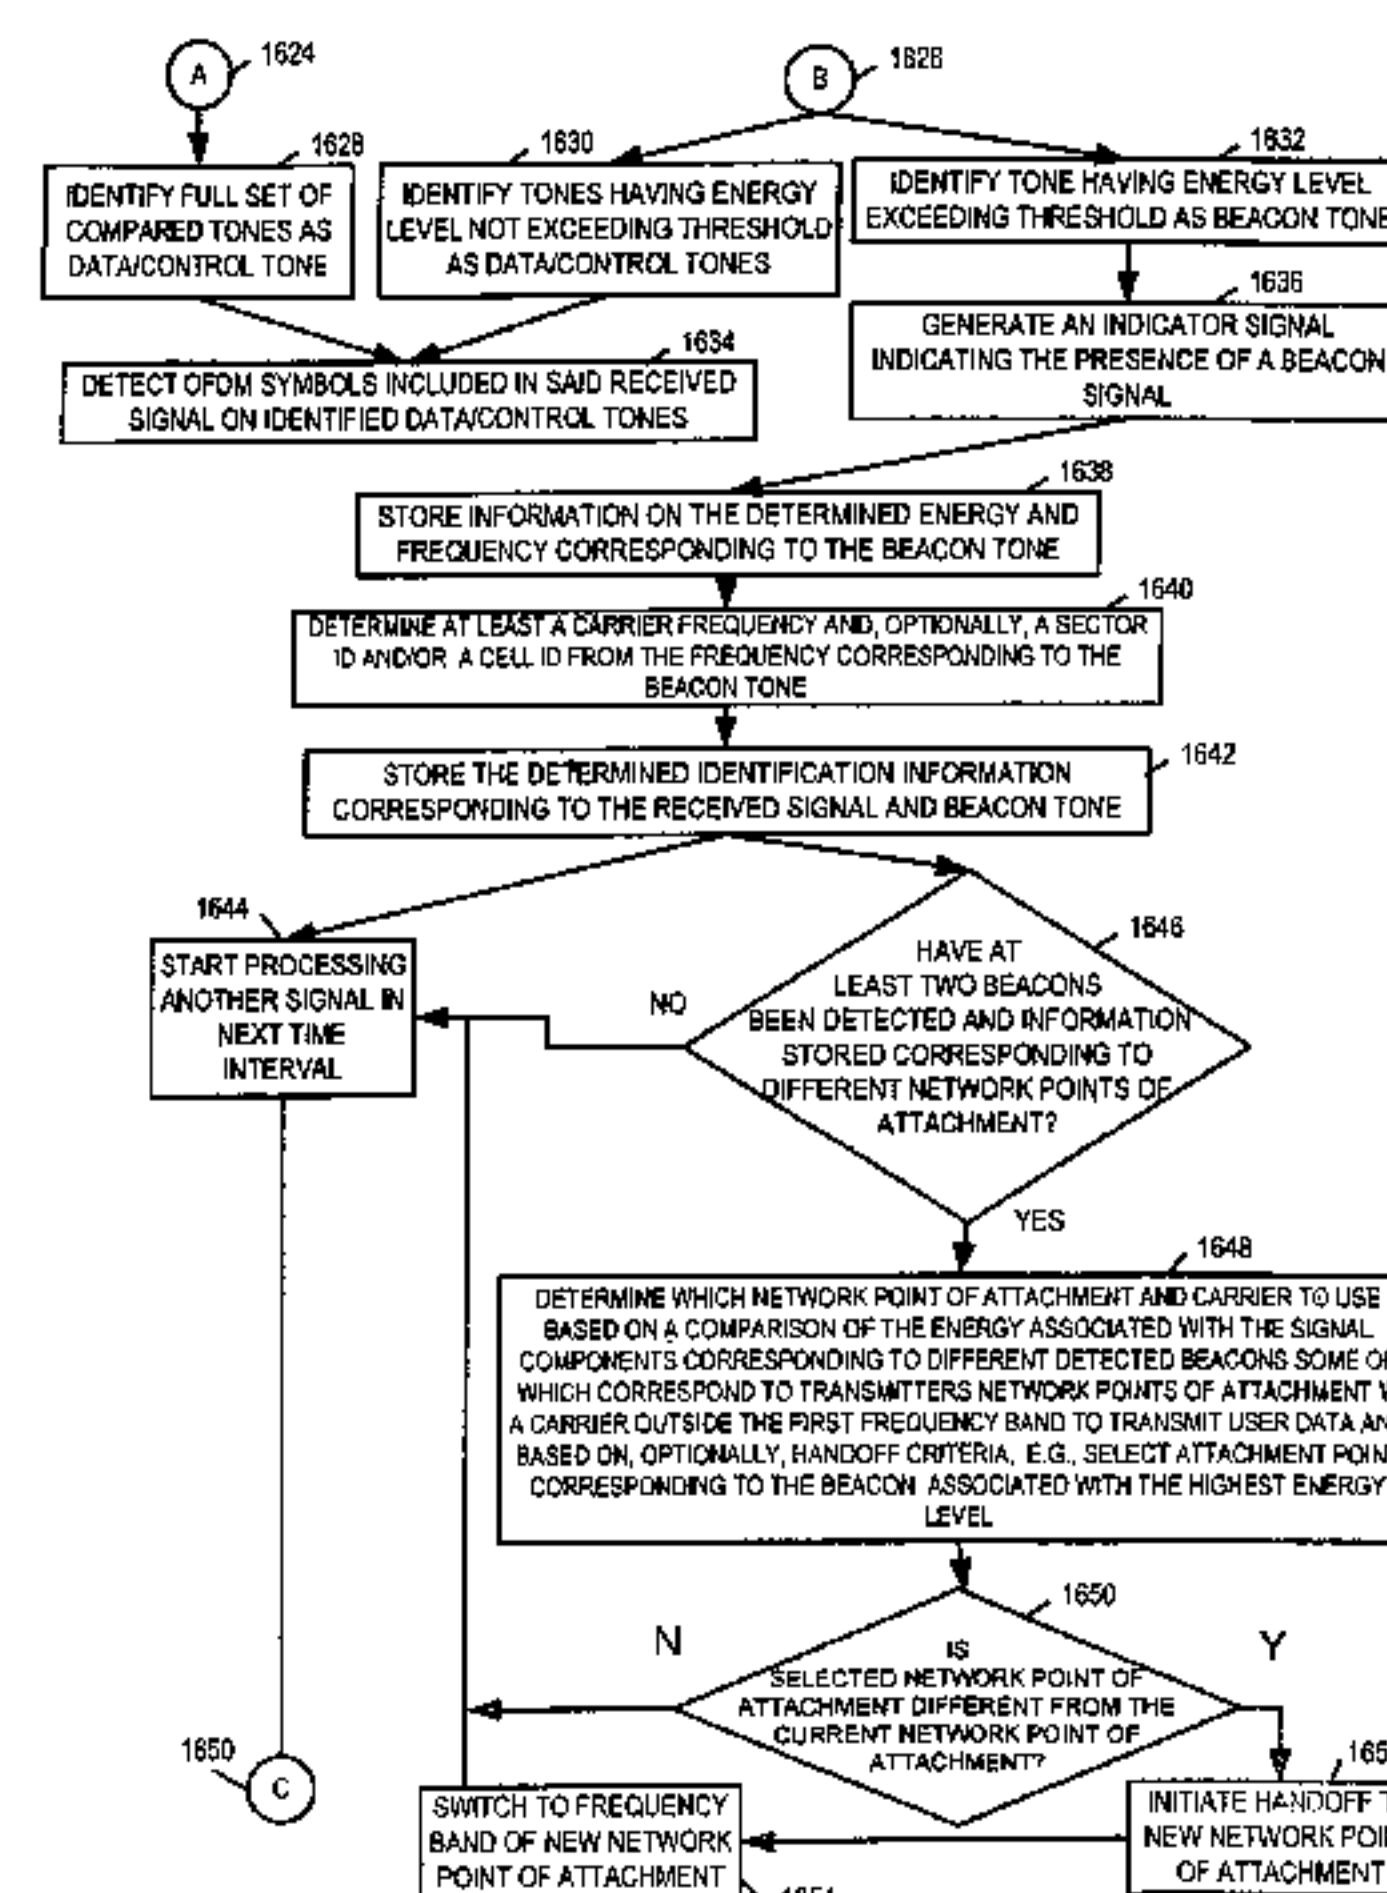 A
1624
B
1626
1628
IDENTIFY FULL SET OF
COMPARED TONES AS
DATA/CONTROL TONE
1630
IDENTIFY TONES HAVING ENERGY
LEVEL NOT EXCEEDING THRESHOLD
AS DATA/CONTROL TONES
1632
IDENTIFY TONE HAVING ENERGY LEVEL
EXCEEDING THRESHOLD AS BEACON TONE
1634
DETECT OFDM SYMBOLS INCLUDED IN SAID RECEIVED
SIGNAL ON IDENTIFIED DATA/CONTROL TONES
1636
GENERATE AN INDICATOR SIGNAL
INDICATING THE PRESENCE OF A BEACON
SIGNAL
1638
STORE INFORMATION ON THE DETERMINED ENERGY AND
FREQUENCY CORRESPONDING TO THE BEACON TONE
1640
DETERMINE AT LEAST A CARRIER FREQUENCY AND, OPTIONALLY, A SECTOR
ID AND/OR A CELL ID FROM THE FREQUENCY CORRESPONDING TO THE
BEACON TONE
1642
STORE THE DETERMINED IDENTIFICATION INFORMATION
CORRESPONDING TO THE RECEIVED SIGNAL AND BEACON TONE
1644
START PROCESSING
ANOTHER SIGNAL IN
NEXT TIME
INTERVAL
1646
HAVE AT
LEAST TWO BEACONS
BEEN DETECTED AND INFORMATION
STORED CORRESPONDING TO
DIFFERENT NETWORK POINTS OF
ATTACHMENT?
NO
YES
1648
DETERMINE WHICH NETWORK POINT OF ATTACHMENT AND CARRIER TO USE
BASED ON A COMPARISON OF THE ENERGY ASSOCIATED WITH THE SIGNAL
COMPONENTS CORRESPONDING TO DIFFERENT DETECTED BEACONS SOME OF
WHICH CORRESPOND TO TRANSMITTERS NETWORK POINTS OF ATTACHMENT
A CARRIER OUTSIDE THE FIRST FREQUENCY BAND TO TRANSMIT USER DATA AN
BASED ON, OPTIONALLY, HANDOFF CRITERIA, E.G., SELECT ATTACHMENT POIN
CORRESPONDING TO THE BEACON ASSOCIATED WITH THE HIGHEST ENERGY
LEVEL
1650
IS
SELECTED NETWORK POINT OF
ATTACHMENT DIFFERENT FROM THE
CURRENT NETWORK POINT OF
ATTACHMENT?
N
Y
1650
C
165
INITIATE HANDOFF T
NEW NETWORK POI
OF ATTACHMENT
SWITCH TO FREQUENCY
BAND OF NEW NETWORK
POINT OF ATTACHMENT